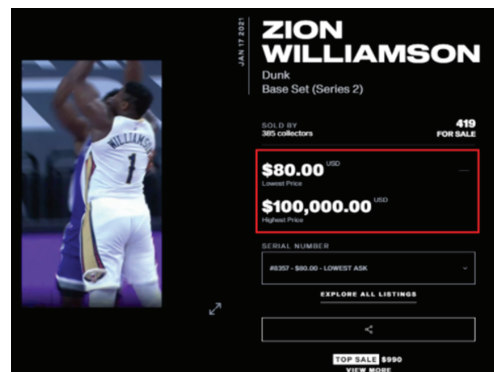 JAN 17 2021
ZION
WILLIAMSON
Dunk
Base Set (Series 2)
SOLD BY
385 collectors
419
FOR SALE
$80.00 USD
Lowest Price
$100,000.00 USD
Highest Price
SERIAL NUMBER
#8357 - $80.00 - LOWEST ASK
EXPLORE ALL LISTINGS
TOP SALE $990
VIEW MORE
WILLIAMSON
1